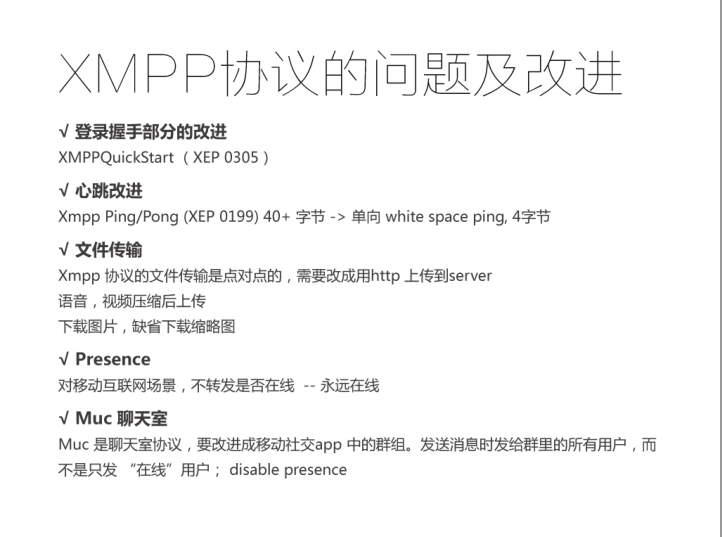 XMPP协议的问题及改进
√ 登录握手部分的改进
XMPPQuickStart （ XEP 0305 ）
√ 心跳改进
Xmpp Ping/Pong (XEP 0199) 40+ 字节 -> 单向 white space ping, 4字节
√ 文件传输
Xmpp 协议的文件传输是点对点的，需要改成用http 上传到server
语音，视频压缩后上传
下载图片，缺省下载缩略图
√ Presence
对移动互联网场景，不转发是否在线 -- 永远在线
√ Muc 聊天室
Muc 是聊天室协议，要改进成移动社交app 中的群组。发送消息时发给群里的所有用户，而
不是只发 “在线”用户； disable presence